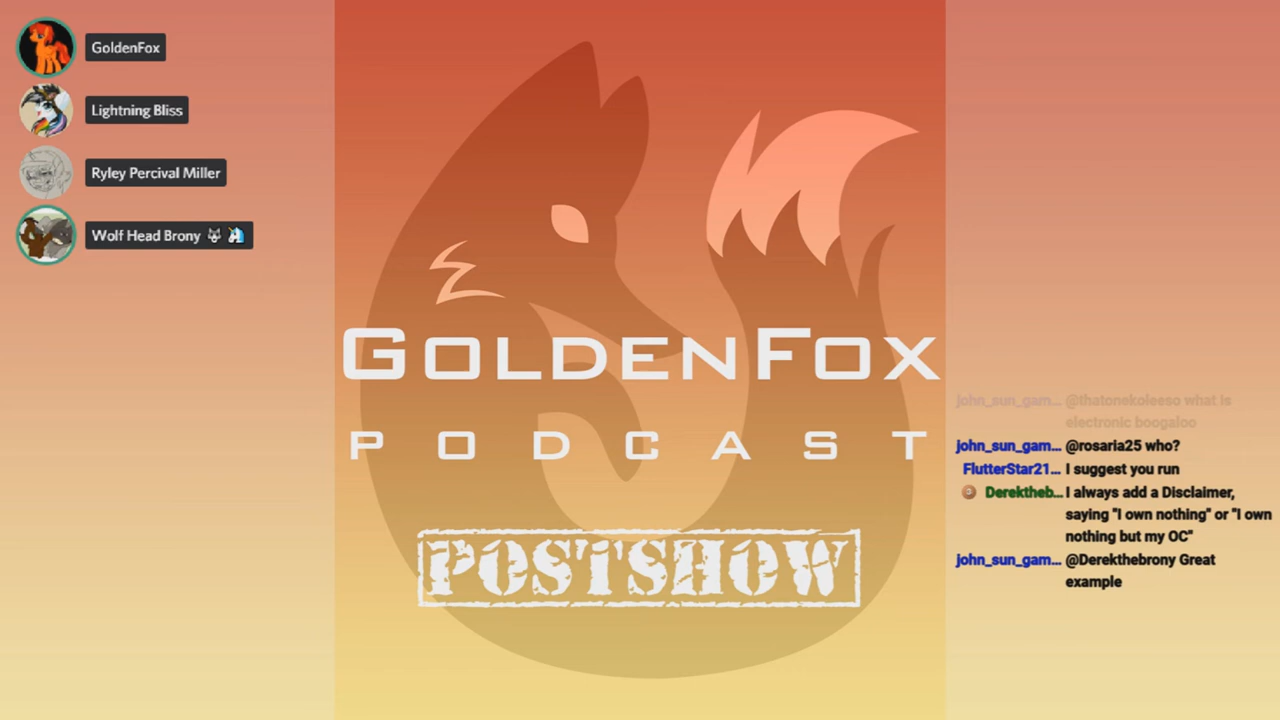 GoldenFox
Lightning Bliss
Ryley Percival Miller
Wolf Head Brony 🐺 🦄
GOLDENFOX
PODCAST
POSTSHOW
john_sun_gam... @thatonekoleeso what is
electronic boogaloo
john_sun_gam... @rosaria25 who?
FlutterStar21... I suggest you run
Derektheb... I always add a Disclaimer,
saying "I own nothing" or "I own
nothing but my OC"
john_sun_gam... @Derekthebrony Great
example